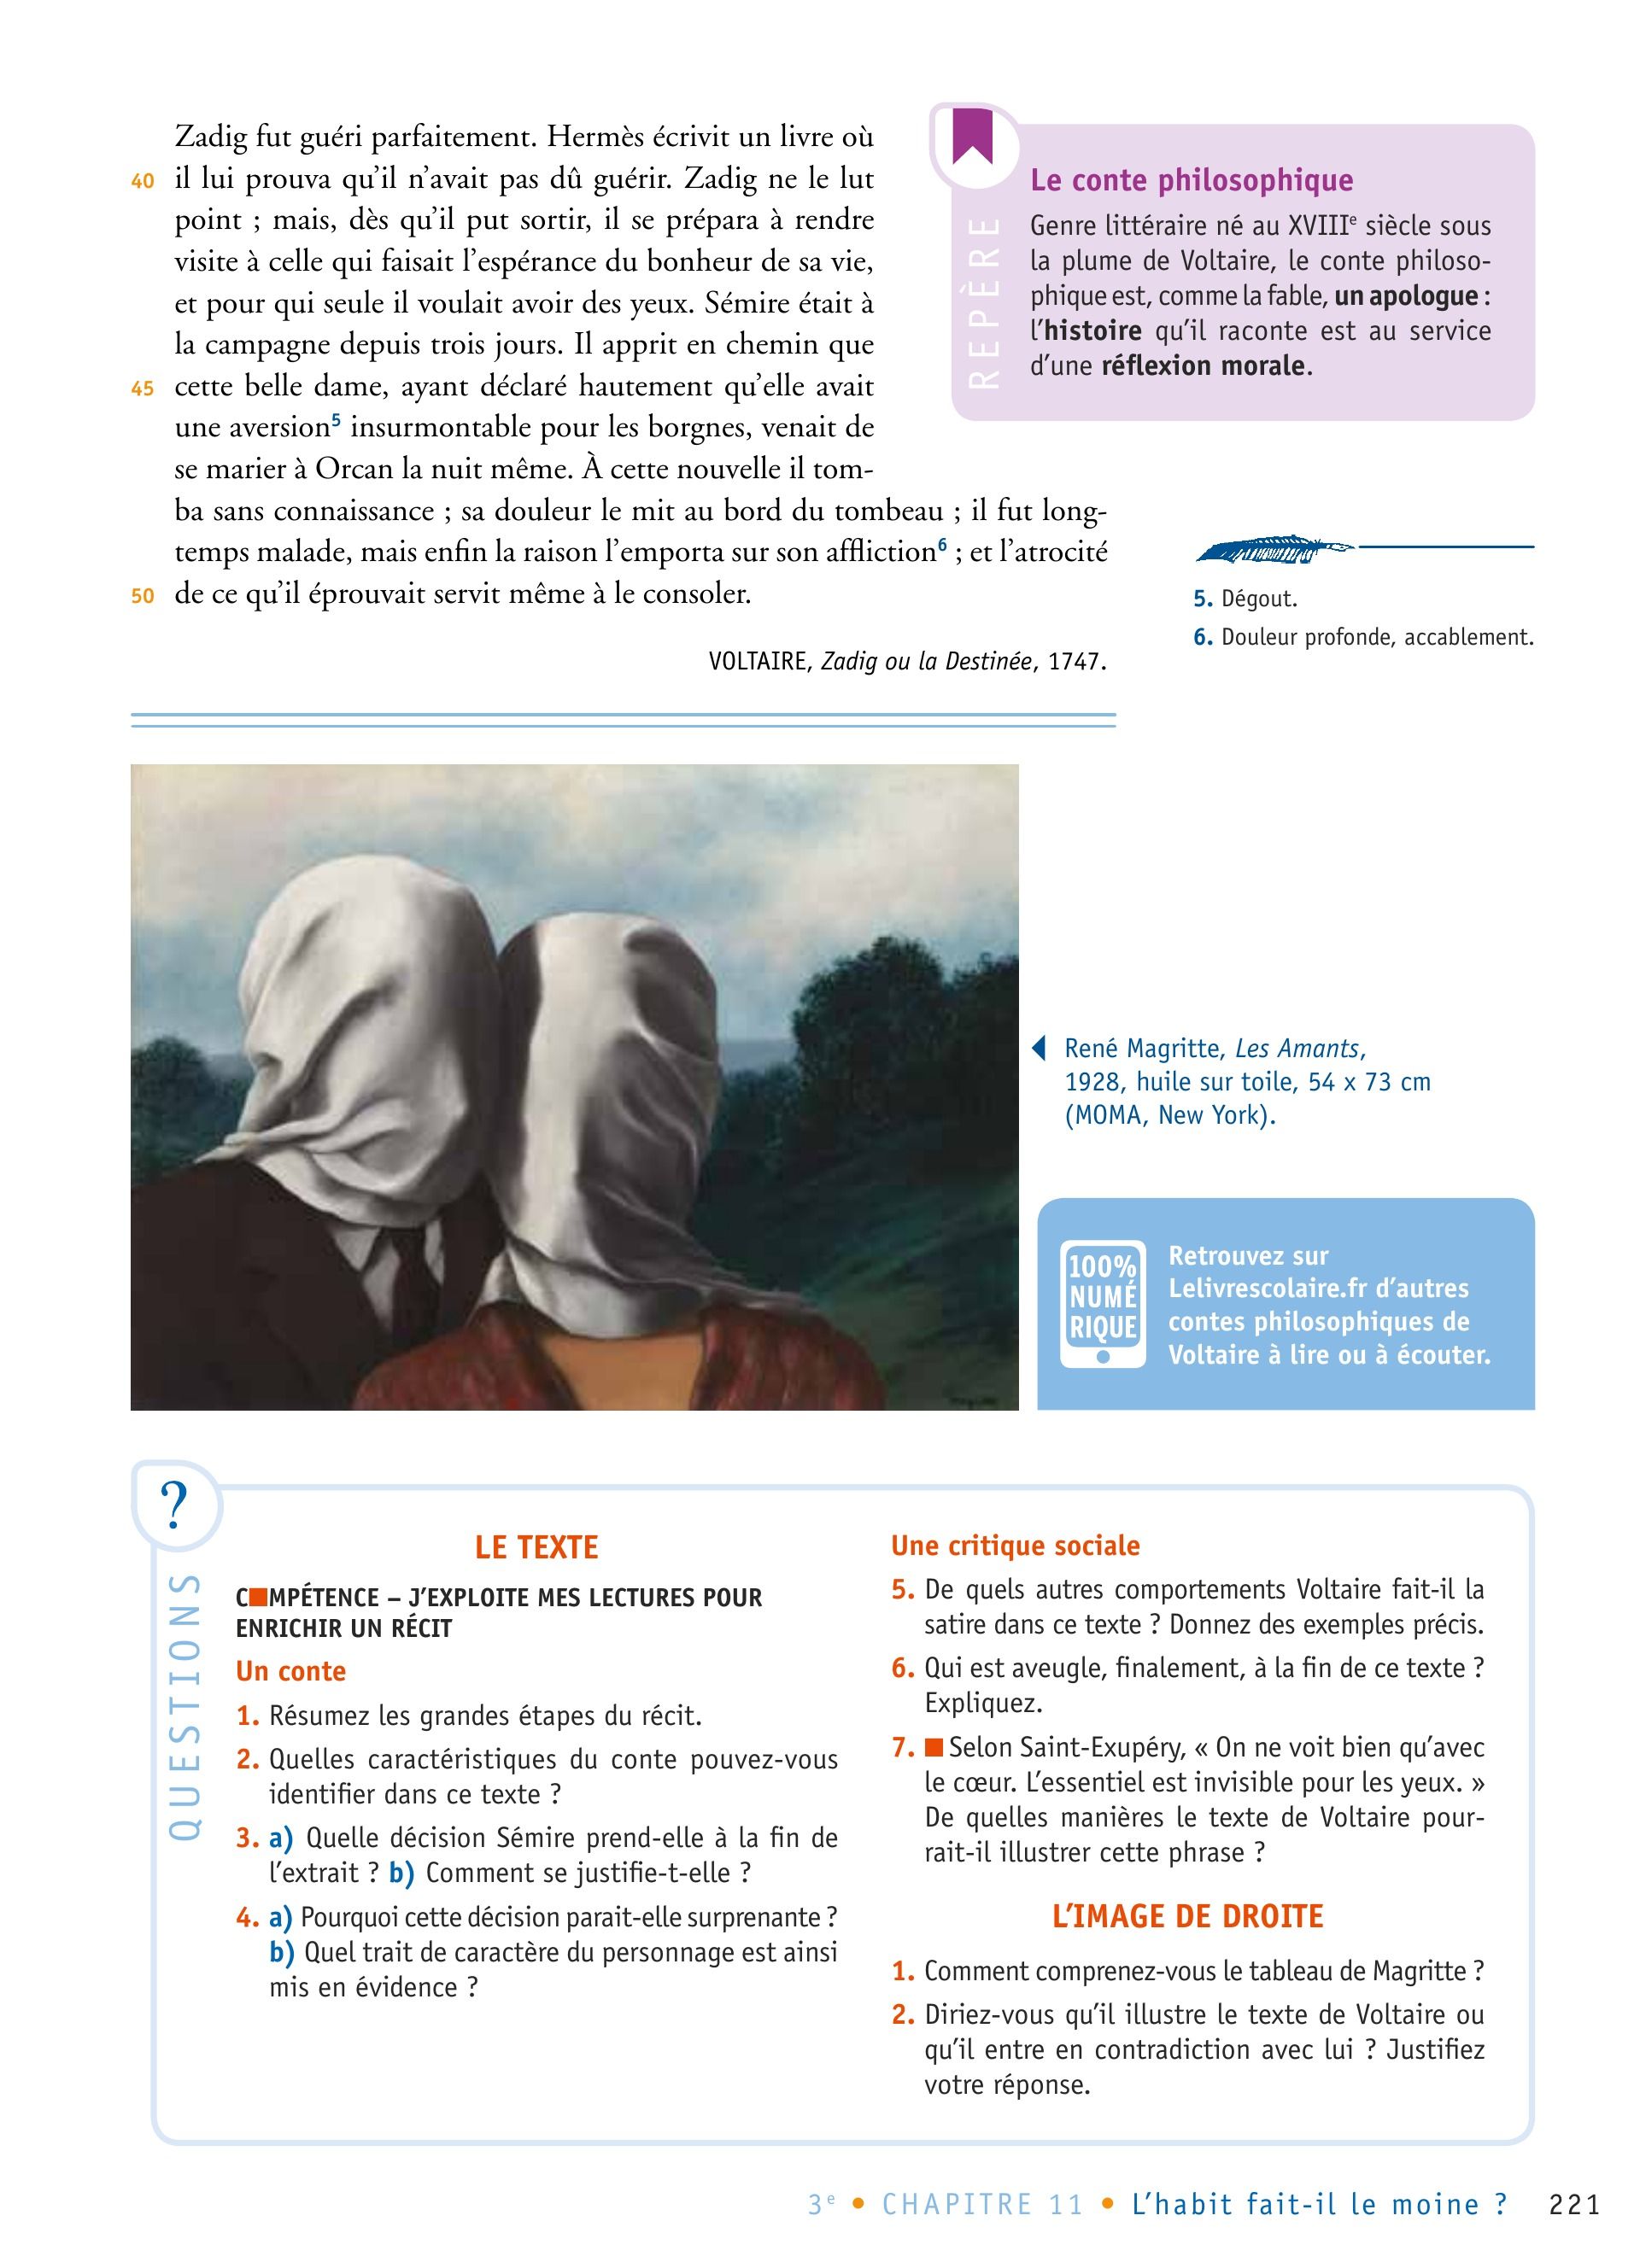 Zadig fut guéri parfaitement. Hermès écrivit un livre où
40 il lui prouva qu’il n’avait pas dû guérir. Zadig ne le lut
point ; mais, dès qu’il put sortir, il se prépara à rendre
visite à celle qui faisait l’espérance du bonheur de sa vie,
et pour qui seule il voulait avoir des yeux. Sémire était à
la campagne depuis trois jours. Il apprit en chemin que
45 cette belle dame, ayant déclaré hautement qu’elle avait
une aversion5 insurmontable pour les borgnes, venait de
se marier à Orcan la nuit même. À cette nouvelle il tom-
ba sans connaissance ; sa douleur le mit au bord du tombeau ; il fut long-
temps malade, mais enfin la raison l’emporta sur son affliction6 ; et l’atrocité
50 de ce qu’il éprouvait servit même à le consoler.
VOLTAIRE, Zadig ou la Destinée, 1747.
REPÈRE
Le conte philosophique
Genre littéraire né au XVIIIe siècle sous
la plume de Voltaire, le conte philoso-
phique est, comme la fable, un apologue :
l’histoire qu’il raconte est au service
d’une réflexion morale.
5. Dégout.
6. Douleur profonde, accablement.
René Magritte, Les Amants,
1928, huile sur toile, 54 x 73 cm
(MOMA, New York).
100%
NUMÉ
RIQUE
Retrouvez sur
Lelivrescolaire.fr d’autres
contes philosophiques de
Voltaire à lire ou à écouter.
?
QUESTIONS
LE TEXTE
C■MPÉTENCE – J’EXPLOITE MES LECTURES POUR
ENRICHIR UN RÉCIT
Un conte
1. Résumez les grandes étapes du récit.
2. Quelles caractéristiques du conte pouvez-vous
identifier dans ce texte ?
3. a) Quelle décision Sémire prend-elle à la fin de
l’extrait ? b) Comment se justifie-t-elle ?
4. a) Pourquoi cette décision parait-elle surprenante ?
b) Quel trait de caractère du personnage est ainsi
mis en évidence ?
Une critique sociale
5. De quels autres comportements Voltaire fait-il la
satire dans ce texte ? Donnez des exemples précis.
6. Qui est aveugle, finalement, à la fin de ce texte ?
Expliquez.
7. ■ Selon Saint-Exupéry, « On ne voit bien qu’avec
le cœur. L’essentiel est invisible pour les yeux. »
De quelles manières le texte de Voltaire pour-
rait-il illustrer cette phrase ?
L’IMAGE DE DROITE
1. Comment comprenez-vous le tableau de Magritte ?
2. Diriez-vous qu’il illustre le texte de Voltaire ou
qu’il entre en contradiction avec lui ? Justifiez
votre réponse.
3e • CHAPITRE 11 • L’habit fait-il le moine ? 221